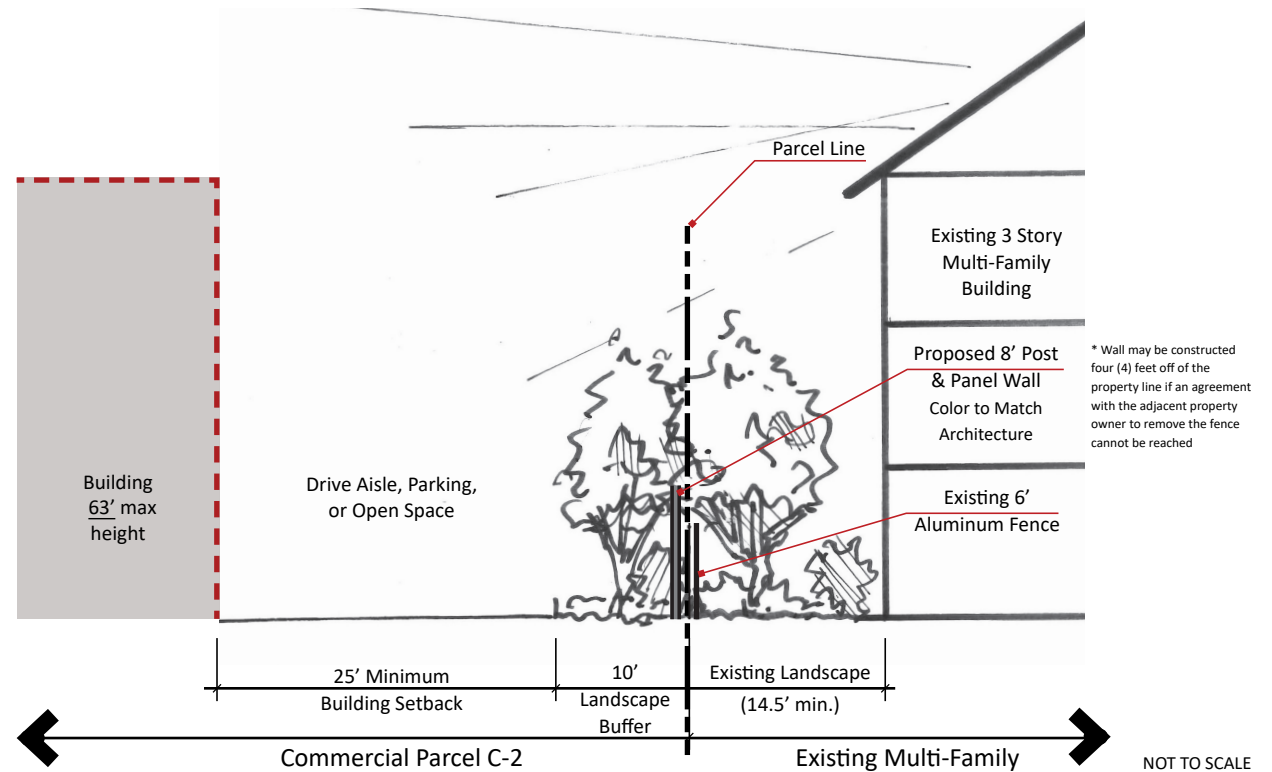 Parcel Line
Existing 3 Story
Multi-Family
Building
Proposed 8’ Post
& Panel Wall
Color to Match
Architecture
* Wall may be constructed
four (4) feet off of the
property line if an agreement
with the adjacent property
owner to remove the fence
cannot be reached
Building
63’ max
height
Drive Aisle, Parking,
or Open Space
Existing 6’
Aluminum Fence
25’ Minimum
Building Setback
10’
Landscape
Buffer
Existing Landscape
(14.5’ min.)
Commercial Parcel C-2
Existing Multi-Family
NOT TO SCALE